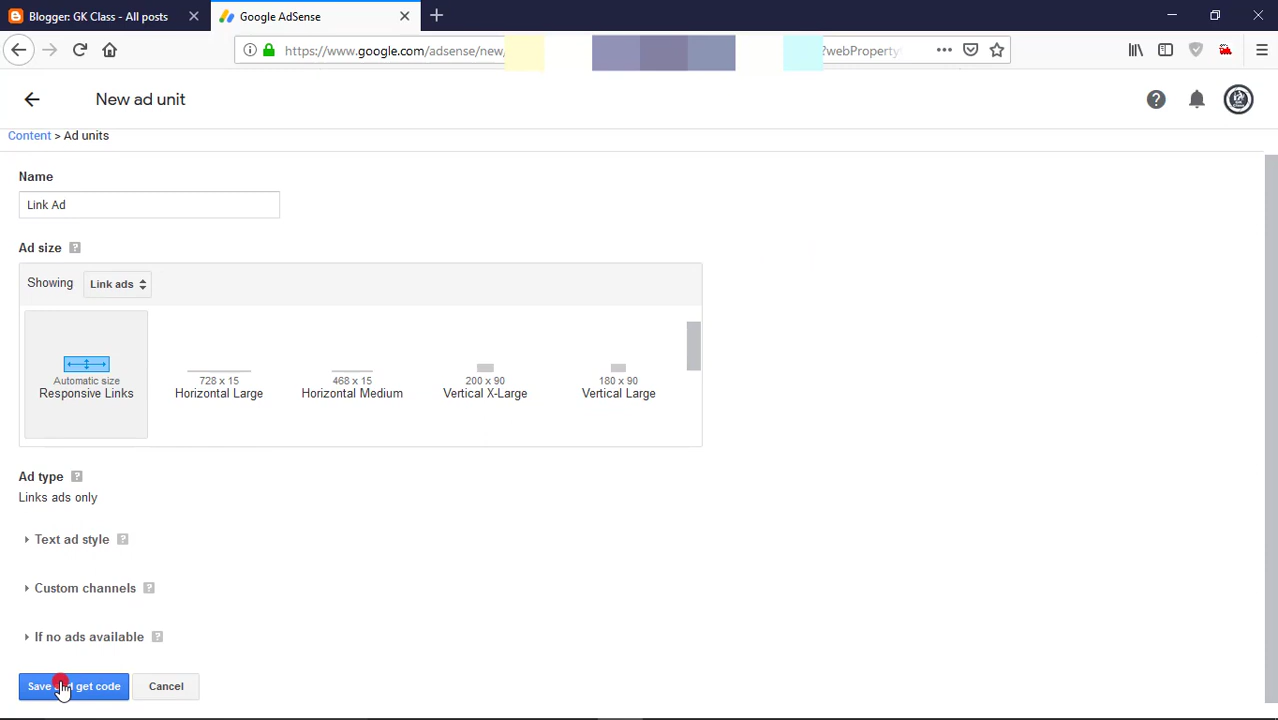 Blogger: GK Class - All posts
Google AdSense
https://www.google.com/adsense/new/
?webProperty
New ad unit
Content > Ad units
Name
Link Ad
Ad size ?
Showing Link ads
Automatic size
Responsive Links
728 x 15
Horizontal Large
468 x 15
Horizontal Medium
200 x 90
Vertical X-Large
180 x 90
Vertical Large
Ad type ?
Links ads only
Text ad style ?
Custom channels ?
If no ads available ?
Save and get code
Cancel